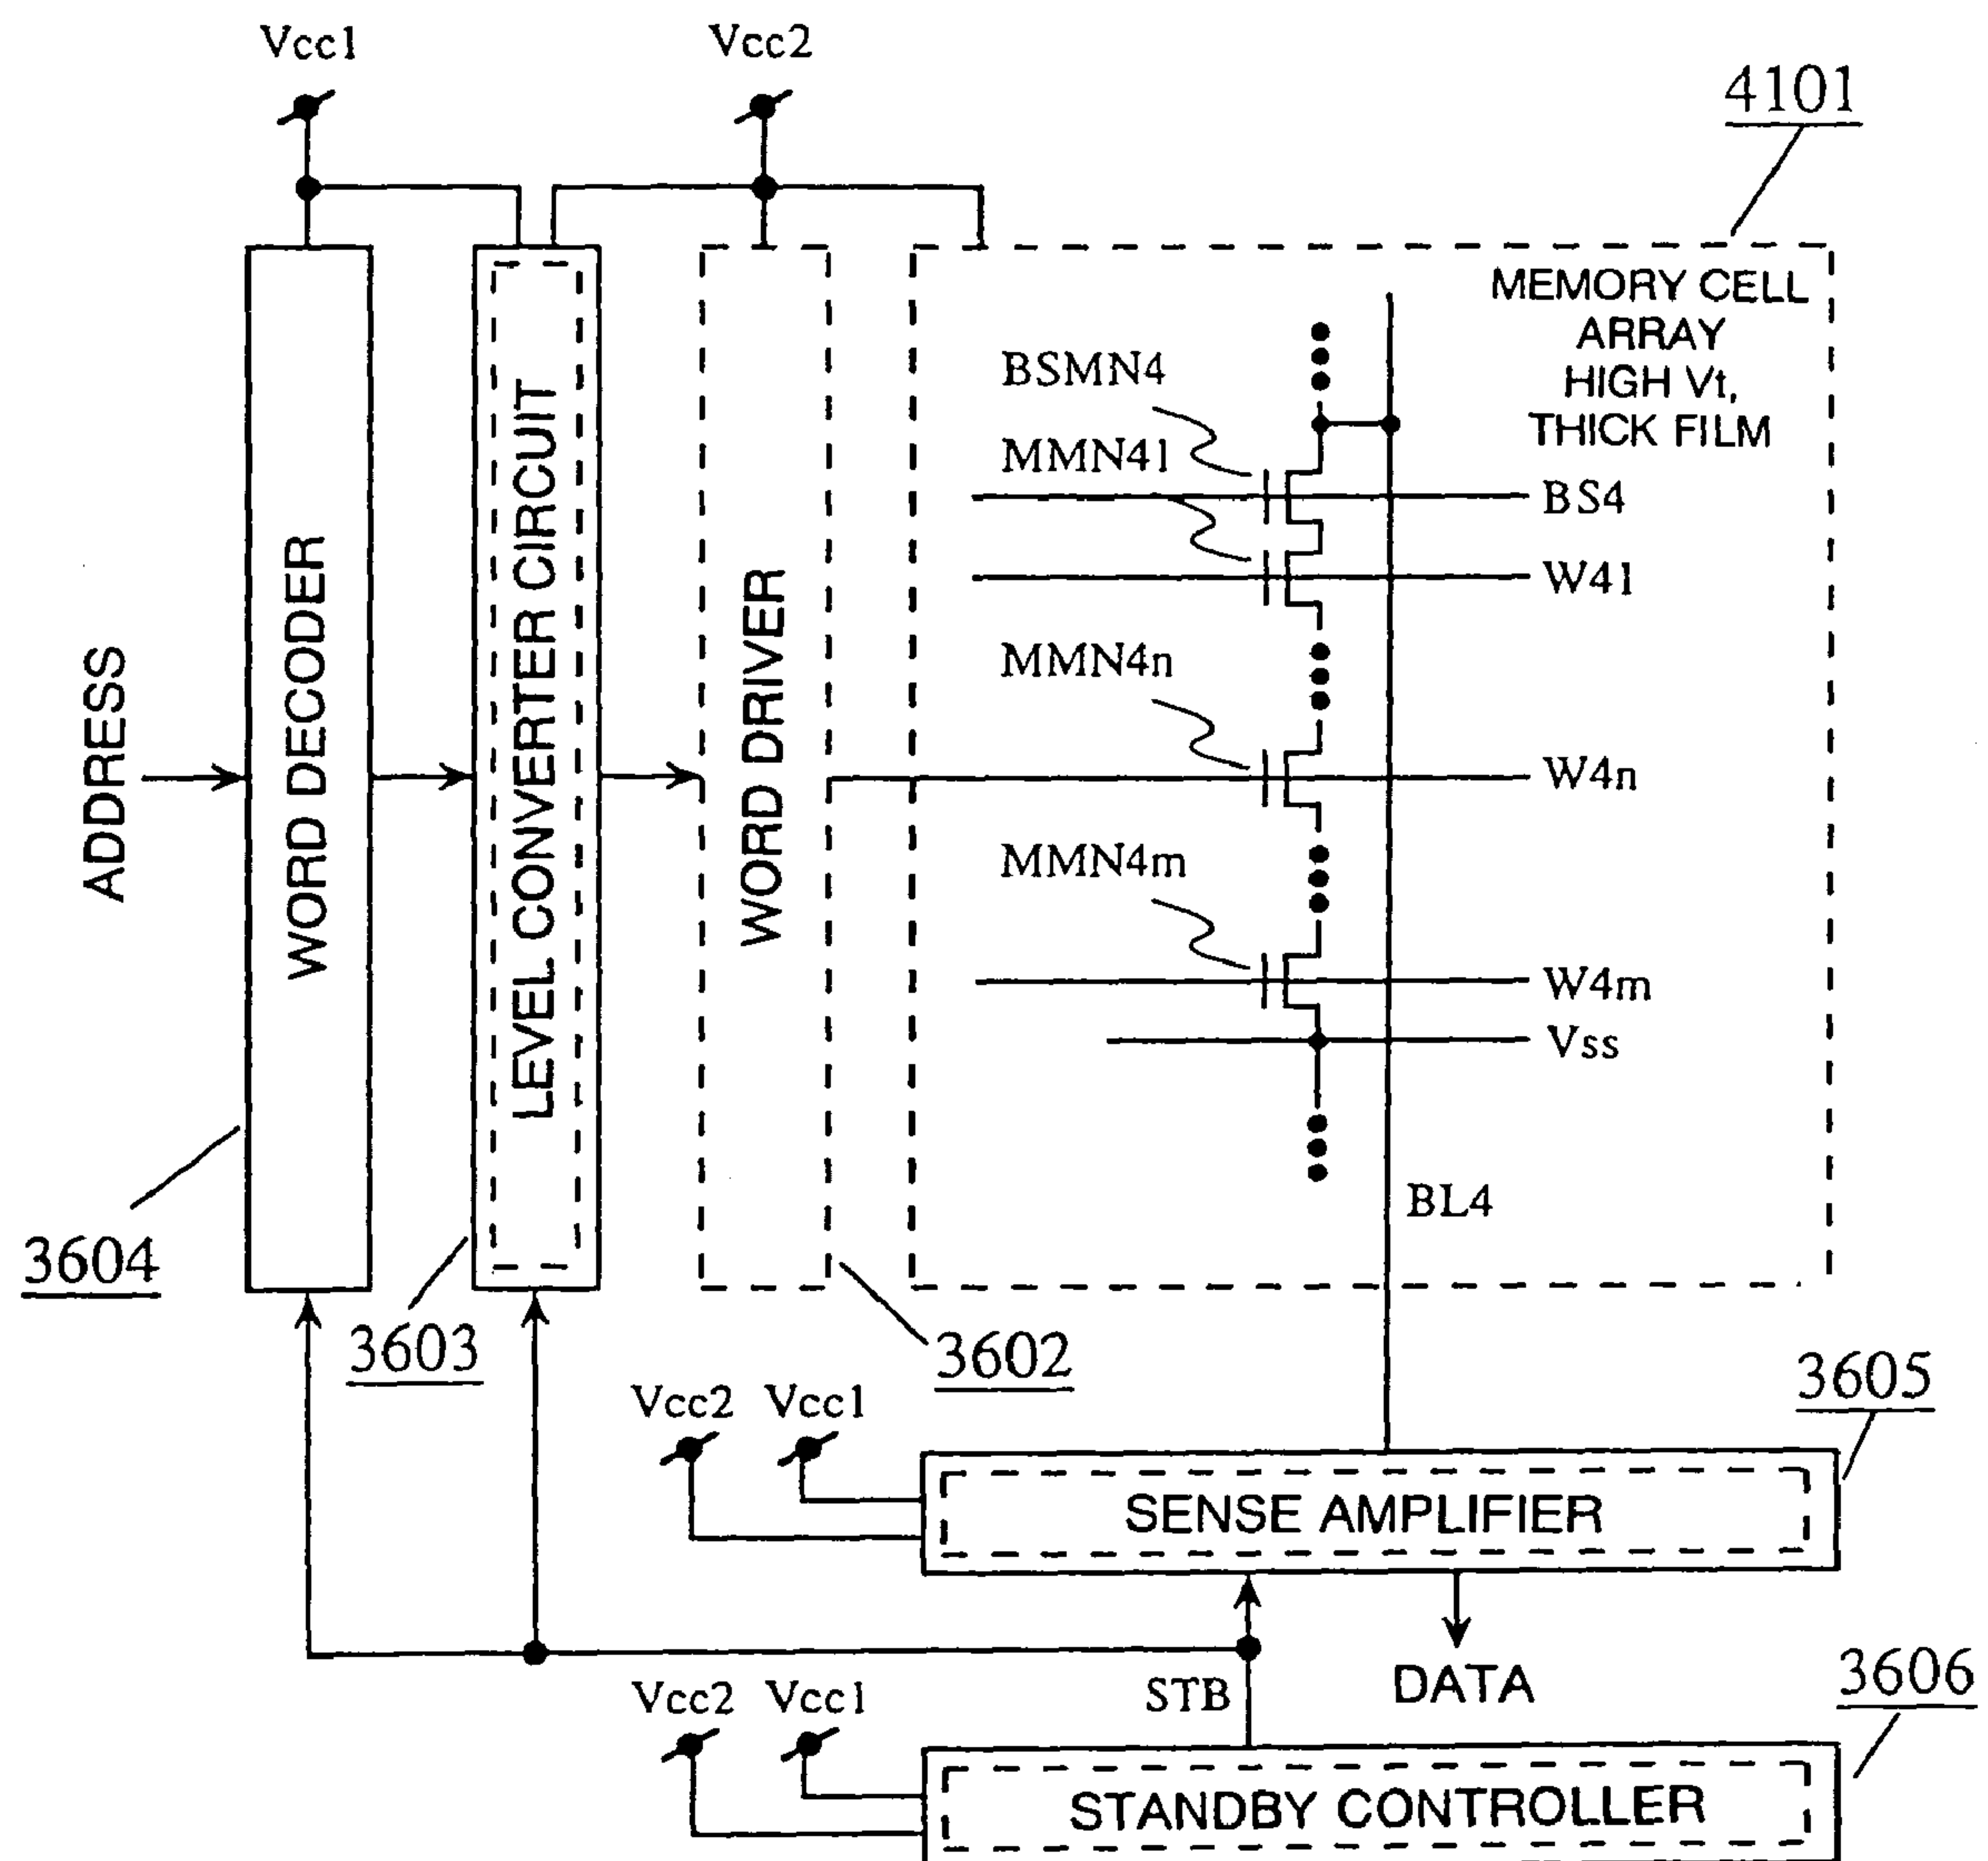 Vcc1
Vcc2
4101
MEMORY CELL
ARRAY
HIGH Vt,
THICK FILM
BSMN4
MMN41
BS4
W41
MMN4n
W4n
MMN4m
W4m
Vss
BL4
ADDRESS
WORD DECODER
LEVEL CONVERTER CIRCUIT
WORD DRIVER
3604
3603
3602
3605
Vcc2
Vcc1
SENSE AMPLIFIER
STB
DATA
3606
Vcc2
Vcc1
STANDBY CONTROLLER